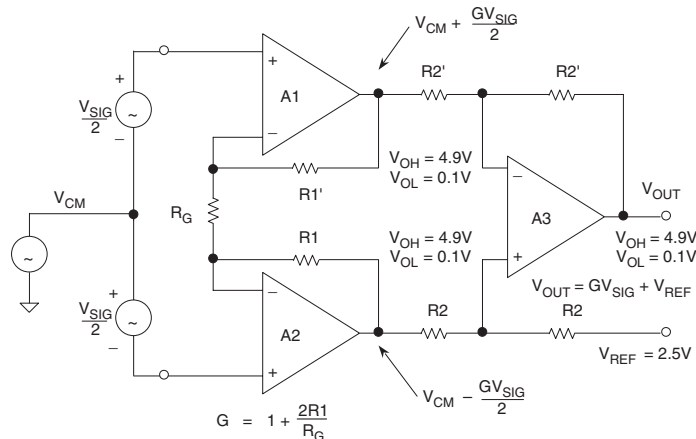 V_CM + GV_SIG/2
+
V_SIG/2
~
−
+
A1
−
R2'
R2'
R1'
V_OH = 4.9V
V_OL = 0.1V
V_CM
R_G
~
−
A3
+
V_OUT
V_OH = 4.9V
V_OL = 0.1V
R1
V_OH = 4.9V
V_OL = 0.1V
V_OUT = GV_SIG + V_REF
+
V_SIG/2
~
−
−
A2
+
R2
R2
V_REF = 2.5V
V_CM − GV_SIG/2
G = 1 + 2R1/R_G